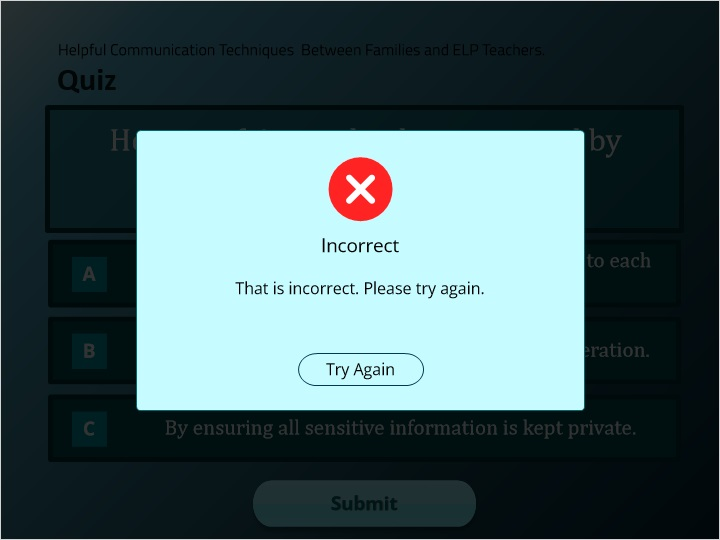 Helpful Communication Techniques  Between Families and ELP Teachers.
Quiz
by
Incorrect
to each
A
That is incorrect. Please try again.
B
Try Again
C By ensuring all sensitive information is kept private.
Submit